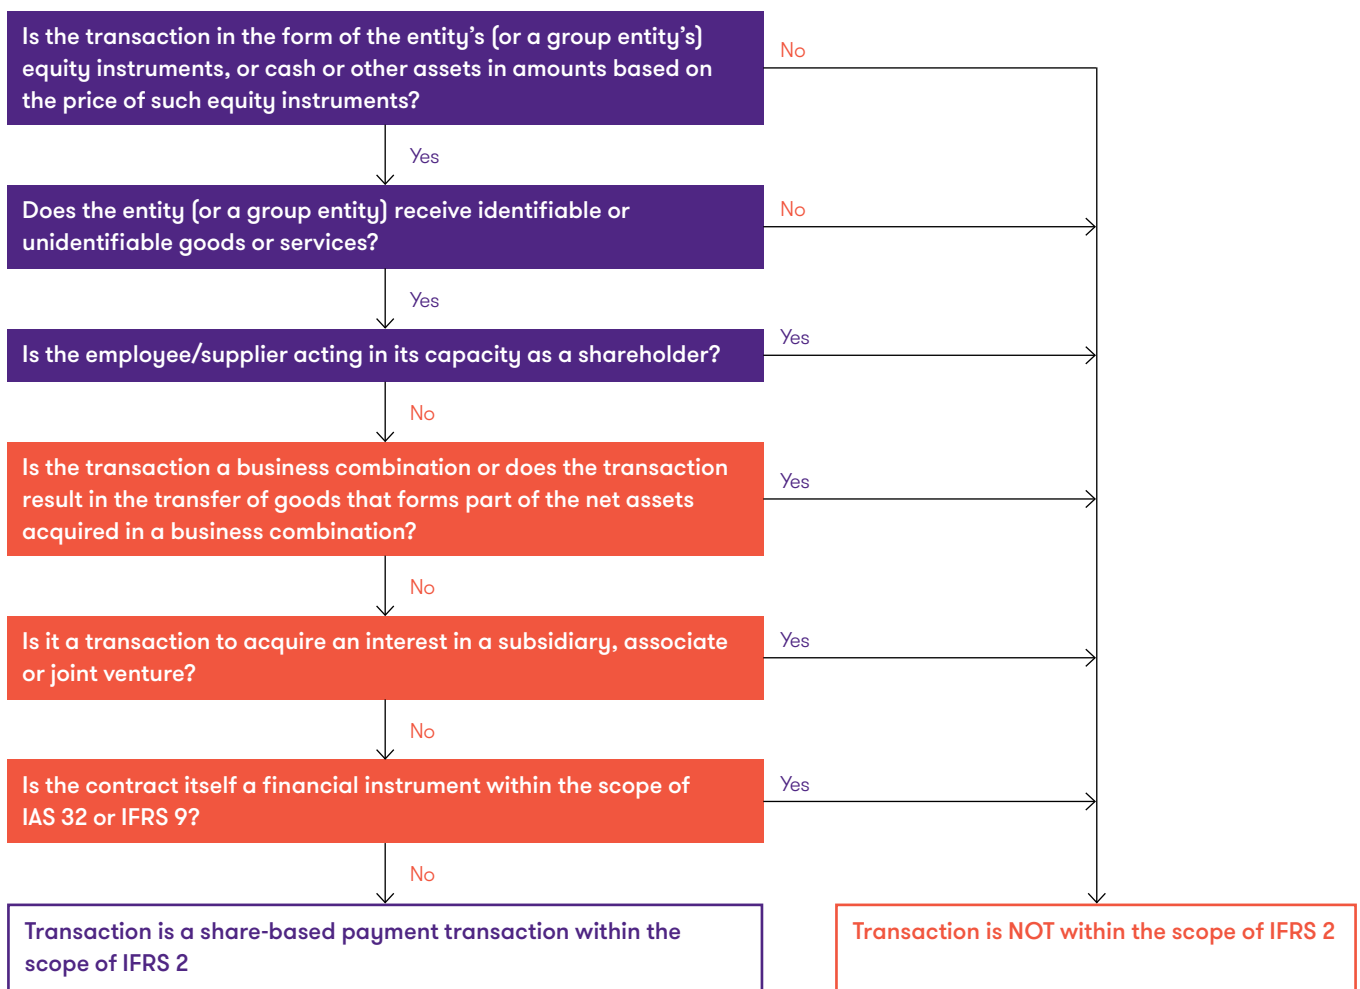 Is the transaction in the form of the entity’s (or a group entity’s)
equity instruments, or cash or other assets in amounts based on
the price of such equity instruments?
No
Yes
Does the entity (or a group entity) receive identifiable or
unidentifiable goods or services?
No
Yes
Is the employee/supplier acting in its capacity as a shareholder?
Yes
No
Is the transaction a business combination or does the transaction
result in the transfer of goods that forms part of the net assets
acquired in a business combination?
Yes
No
Is it a transaction to acquire an interest in a subsidiary, associate
or joint venture?
Yes
No
Is the contract itself a financial instrument within the scope of
IAS 32 or IFRS 9?
Yes
No
Transaction is a share-based payment transaction within the
scope of IFRS 2
Transaction is NOT within the scope of IFRS 2